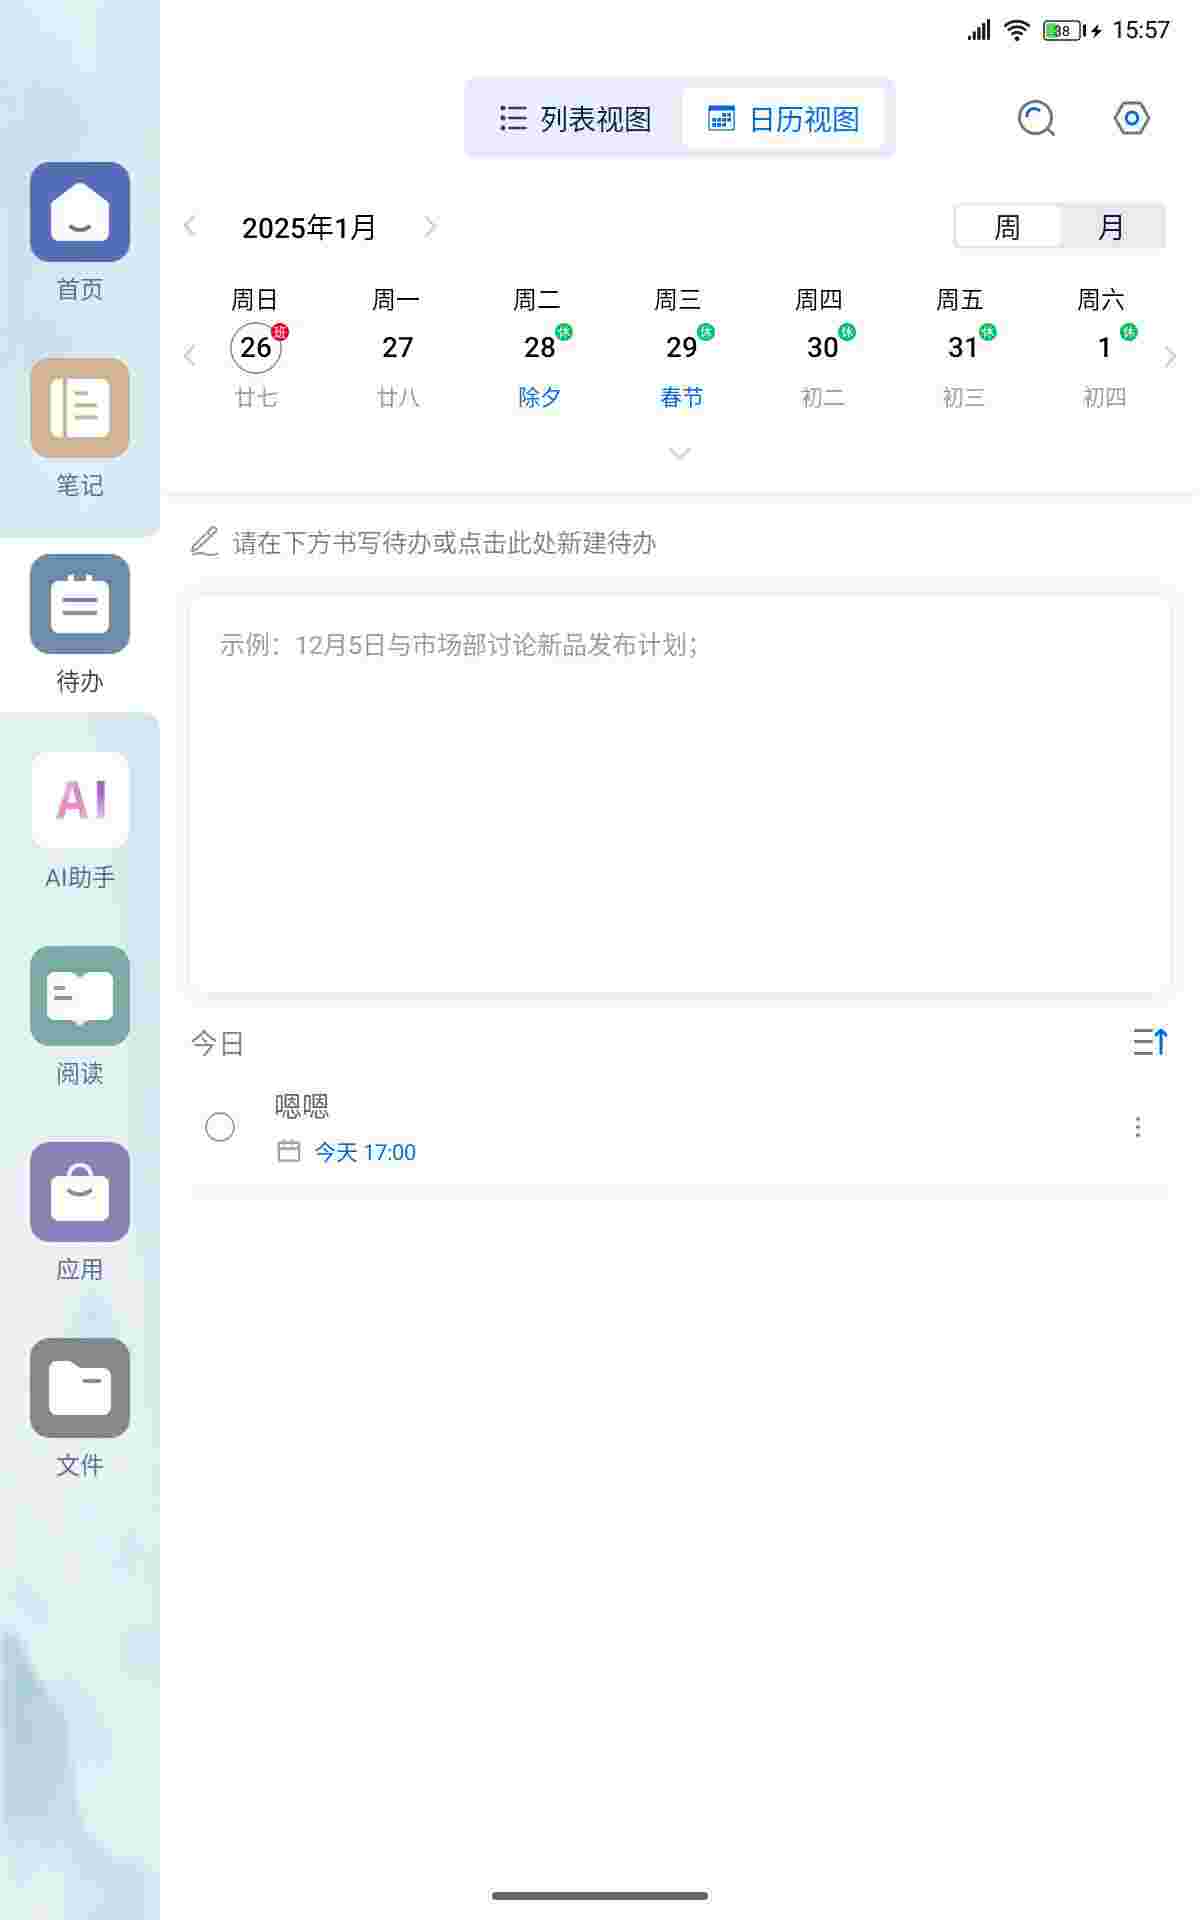 38 15:57
列表视图 日历视图
首页
笔记
待办
AI
AI助手
阅读
应用
文件
2025年1月 周 月
周日 周一 周二 周三 周四 周五 周六
26 班 27 28 休 29 休 30 休 31 休 1 休
廿七 廿八 除夕 春节 初二 初三 初四
请在下方书写待办或点击此处新建待办
示例：12月5日与市场部讨论新品发布计划；
今日
嗯嗯
今天 17:00